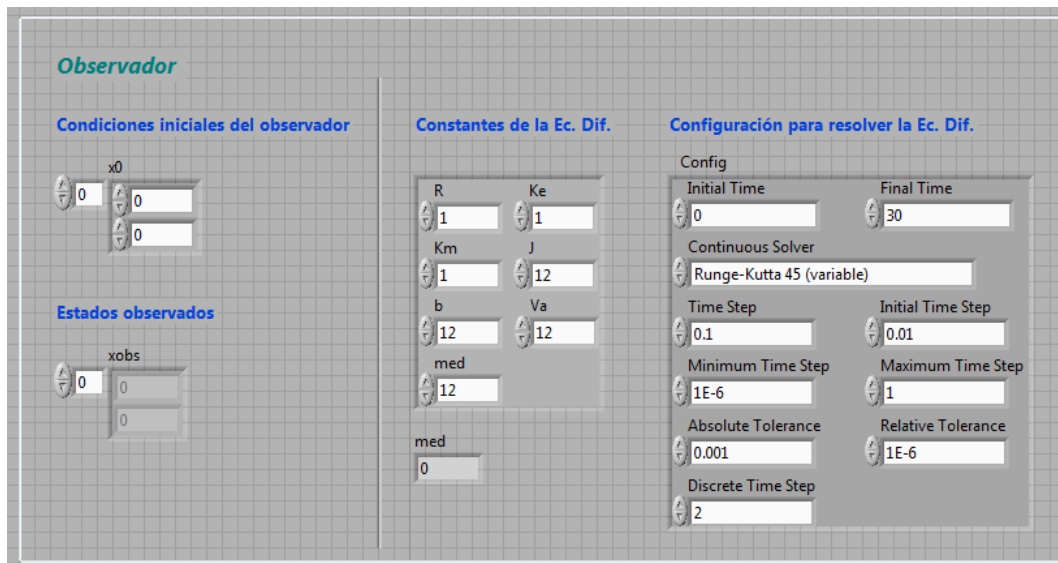 Observador
Condiciones iniciales del observador
x0
0
0
0
Estados observados
xobs
0
0
0
Constantes de la Ec. Dif.
R Ke
1 1
Km J
1 12
b Va
12 12
med
12
med
0
Configuración para resolver la Ec. Dif.
Config
Initial Time Final Time
0 30
Continuous Solver
Runge-Kutta 45 (variable)
Time Step Initial Time Step
0.1 0.01
Minimum Time Step Maximum Time Step
1E-6 1
Absolute Tolerance Relative Tolerance
0.001 1E-6
Discrete Time Step
2